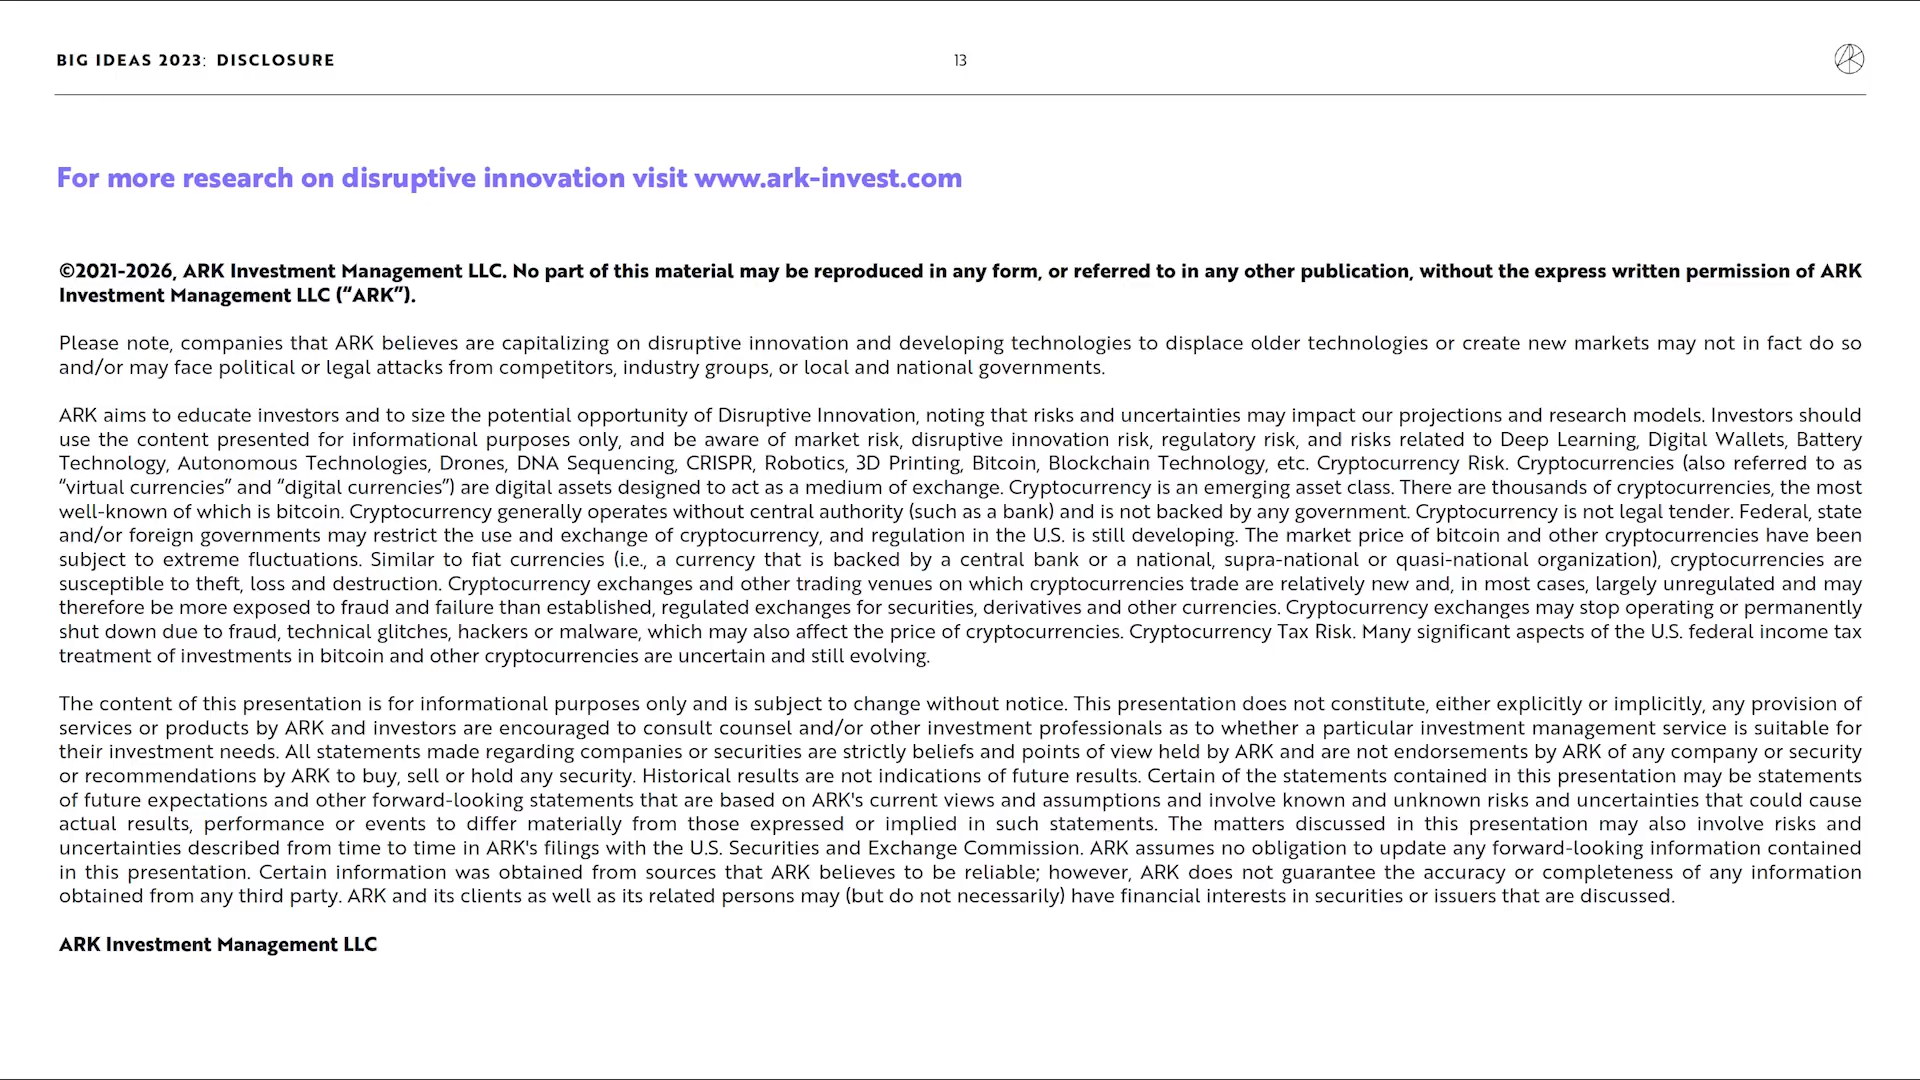 BIG IDEAS 2023: DISCLOSURE
13
For more research on disruptive innovation visit www.ark-invest.com
©2021-2026, ARK Investment Management LLC. No part of this material may be reproduced in any form, or referred to in any other publication, without the express written permission of ARK
Investment Management LLC (“ARK”).
Please note, companies that ARK believes are capitalizing on disruptive innovation and developing technologies to displace older technologies or create new markets may not in fact do so
and/or may face political or legal attacks from competitors, industry groups, or local and national governments.
ARK aims to educate investors and to size the potential opportunity of Disruptive Innovation, noting that risks and uncertainties may impact our projections and research models. Investors should
use the content presented for informational purposes only, and be aware of market risk, disruptive innovation risk, regulatory risk, and risks related to Deep Learning, Digital Wallets, Battery
Technology, Autonomous Technologies, Drones, DNA Sequencing, CRISPR, Robotics, 3D Printing, Bitcoin, Blockchain Technology, etc. Cryptocurrency Risk. Cryptocurrencies (also referred to as
“virtual currencies” and “digital currencies”) are digital assets designed to act as a medium of exchange. Cryptocurrency is an emerging asset class. There are thousands of cryptocurrencies, the most
well-known of which is bitcoin. Cryptocurrency generally operates without central authority (such as a bank) and is not backed by any government. Cryptocurrency is not legal tender. Federal, state
and/or foreign governments may restrict the use and exchange of cryptocurrency, and regulation in the U.S. is still developing. The market price of bitcoin and other cryptocurrencies have been
subject to extreme fluctuations. Similar to fiat currencies (i.e., a currency that is backed by a central bank or a national, supra-national or quasi-national organization), cryptocurrencies are
susceptible to theft, loss and destruction. Cryptocurrency exchanges and other trading venues on which cryptocurrencies trade are relatively new and, in most cases, largely unregulated and may
therefore be more exposed to fraud and failure than established, regulated exchanges for securities, derivatives and other currencies. Cryptocurrency exchanges may stop operating or permanently
shut down due to fraud, technical glitches, hackers or malware, which may also affect the price of cryptocurrencies. Cryptocurrency Tax Risk. Many significant aspects of the U.S. federal income tax
treatment of investments in bitcoin and other cryptocurrencies are uncertain and still evolving.
The content of this presentation is for informational purposes only and is subject to change without notice. This presentation does not constitute, either explicitly or implicitly, any provision of
services or products by ARK and investors are encouraged to consult counsel and/or other investment professionals as to whether a particular investment management service is suitable for
their investment needs. All statements made regarding companies or securities are strictly beliefs and points of view held by ARK and are not endorsements by ARK of any company or security
or recommendations by ARK to buy, sell or hold any security. Historical results are not indications of future results. Certain of the statements contained in this presentation may be statements
of future expectations and other forward-looking statements that are based on ARK's current views and assumptions and involve known and unknown risks and uncertainties that could cause
actual results, performance or events to differ materially from those expressed or implied in such statements. The matters discussed in this presentation may also involve risks and
uncertainties described from time to time in ARK's filings with the U.S. Securities and Exchange Commission. ARK assumes no obligation to update any forward-looking information contained
in this presentation. Certain information was obtained from sources that ARK believes to be reliable; however, ARK does not guarantee the accuracy or completeness of any information
obtained from any third party. ARK and its clients as well as its related persons may (but do not necessarily) have financial interests in securities or issuers that are discussed.
ARK Investment Management LLC